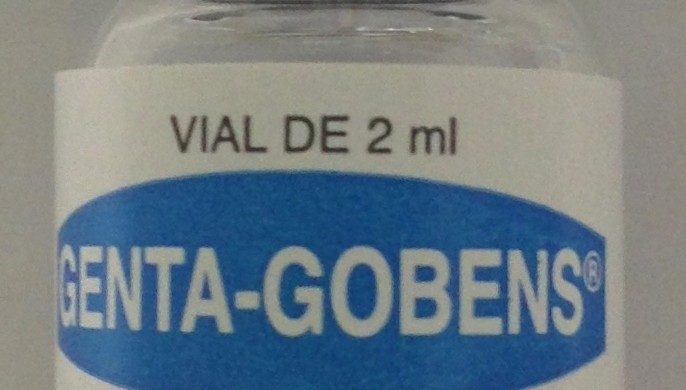 VIAL DE 2 ml
GENTA-GOBENS®